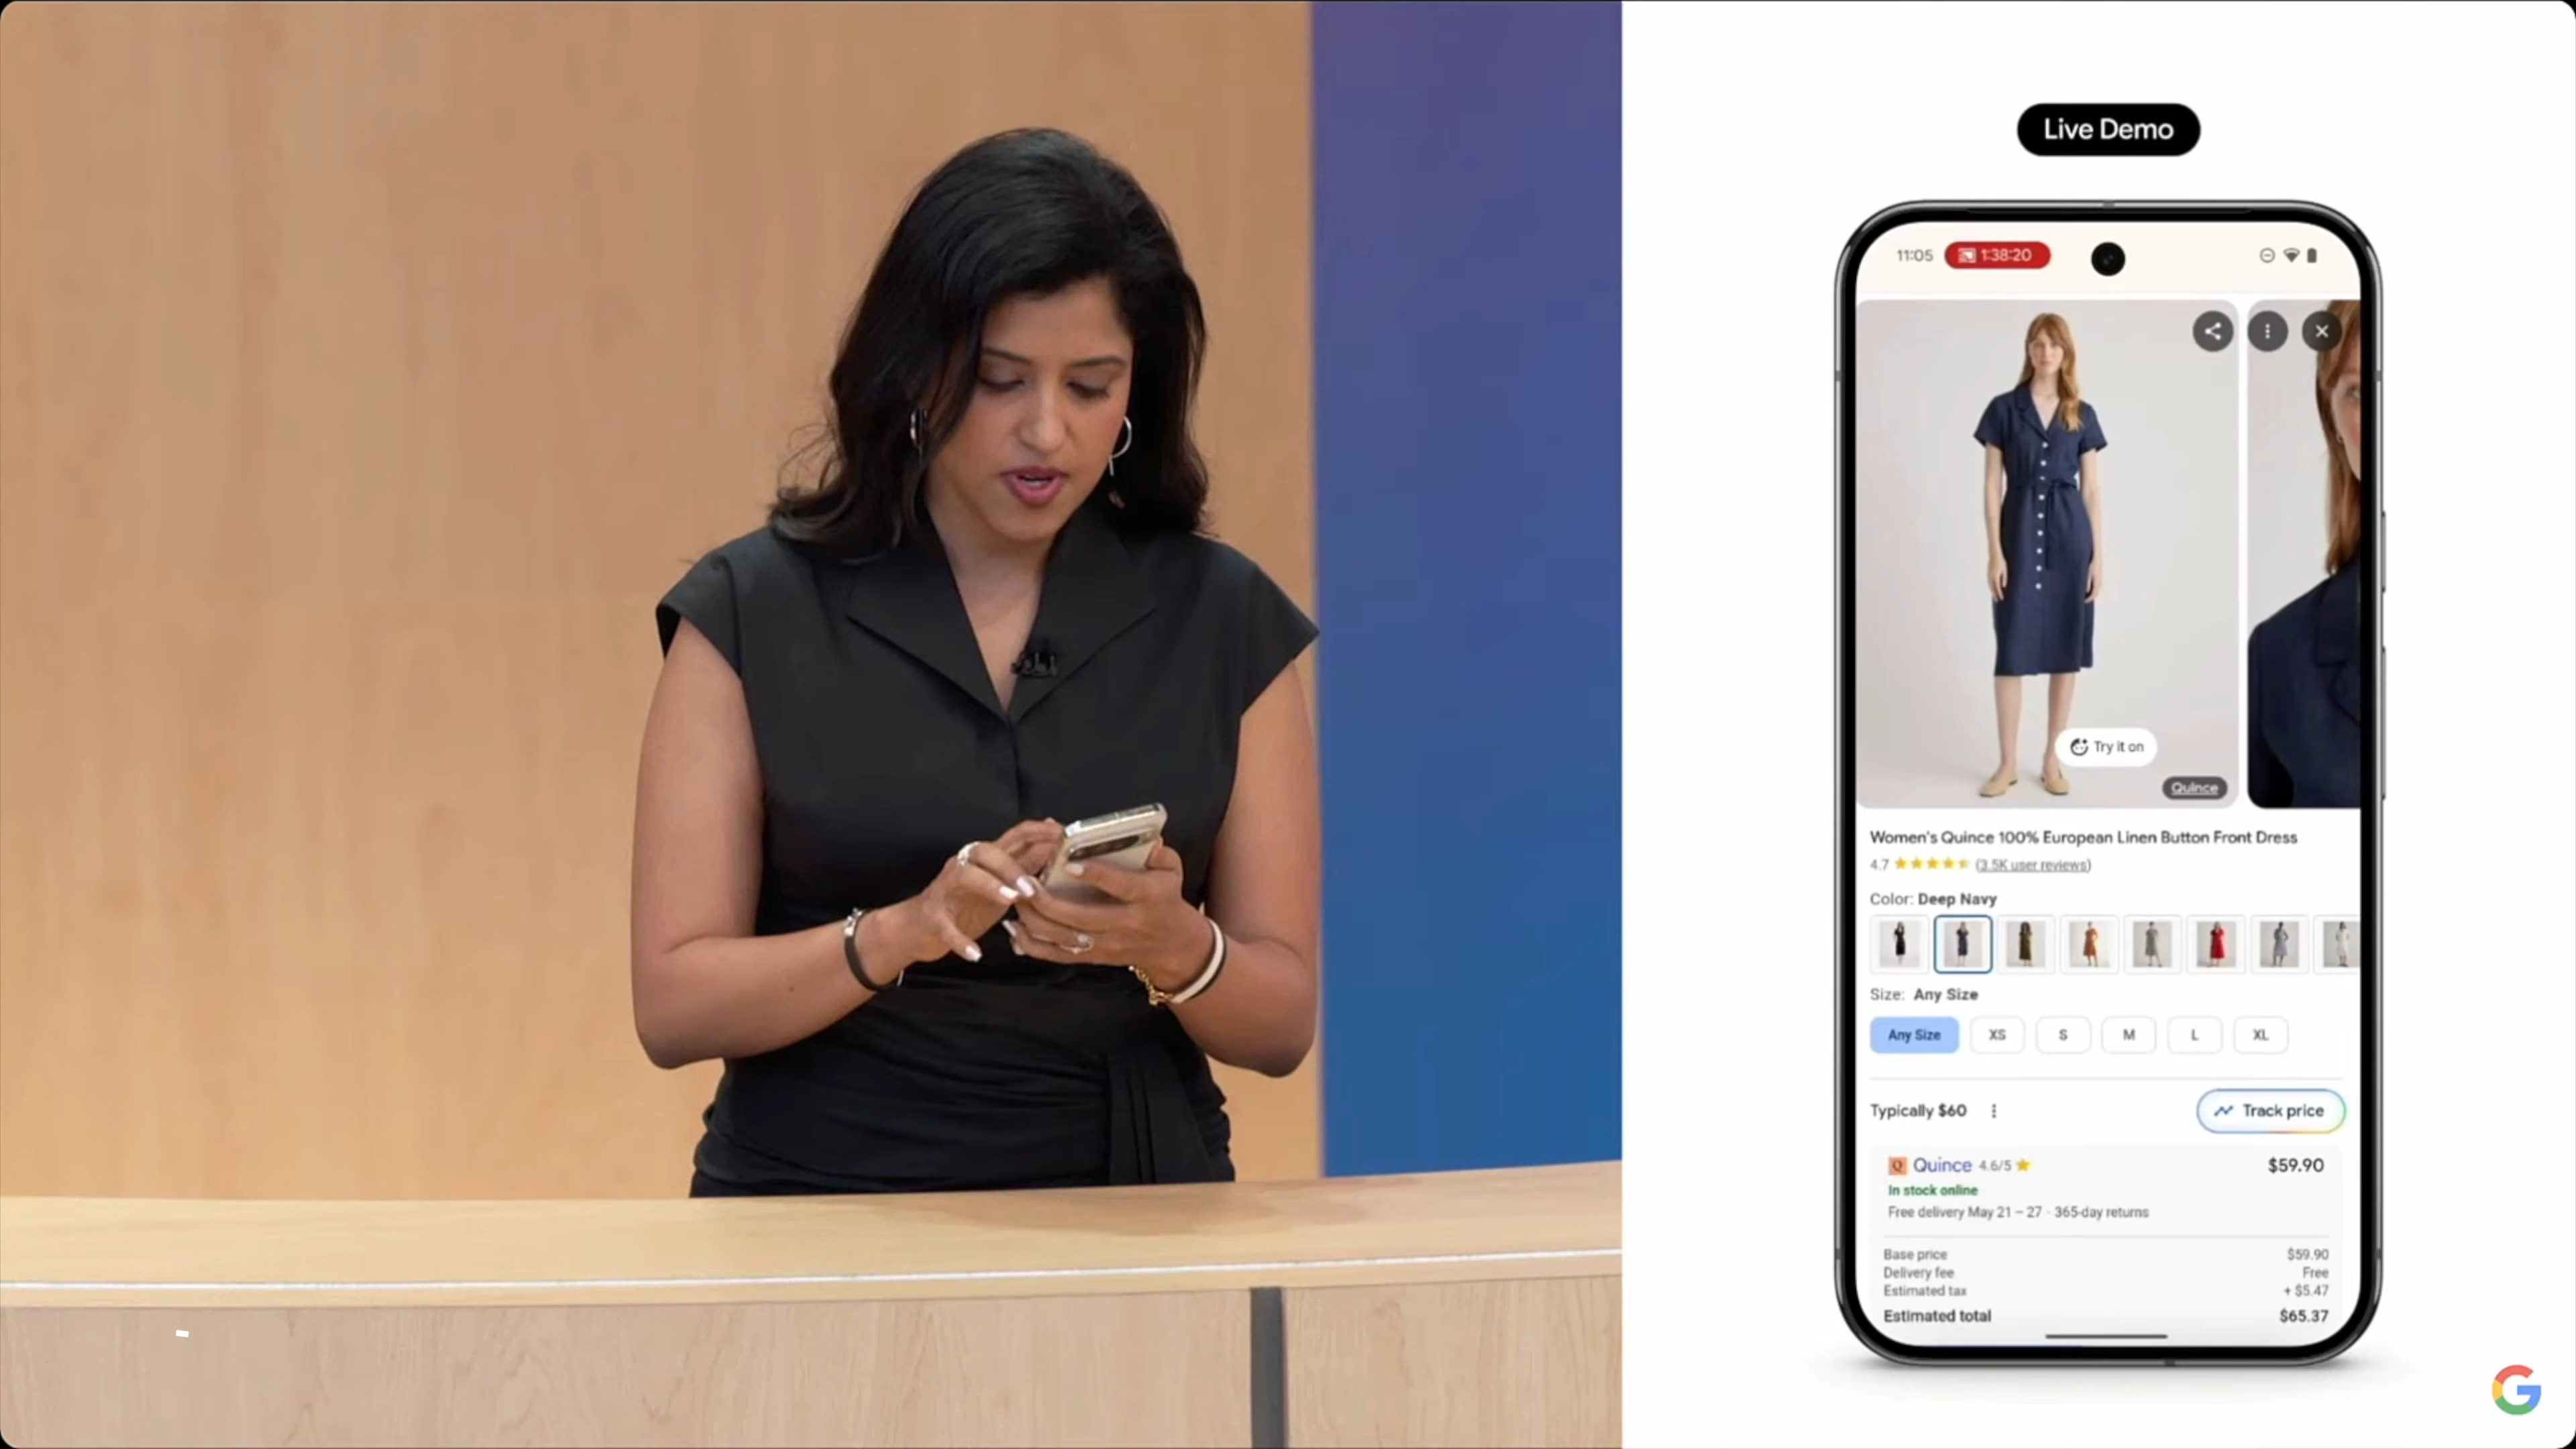 Live Demo
11:05 1:38:20
Try it on
Quince
Women's Quince 100% European Linen Button Front Dress
4.7 (3.5K user reviews)
Color: Deep Navy
Size: Any Size
Any Size XS S M L XL
Typically $60 Track price
Q Quince 4.6/5 $59.90
In stock online
Free delivery May 21 – 27 · 365-day returns
Base price $59.90
Delivery fee Free
Estimated tax + $5.47
Estimated total $65.37
G